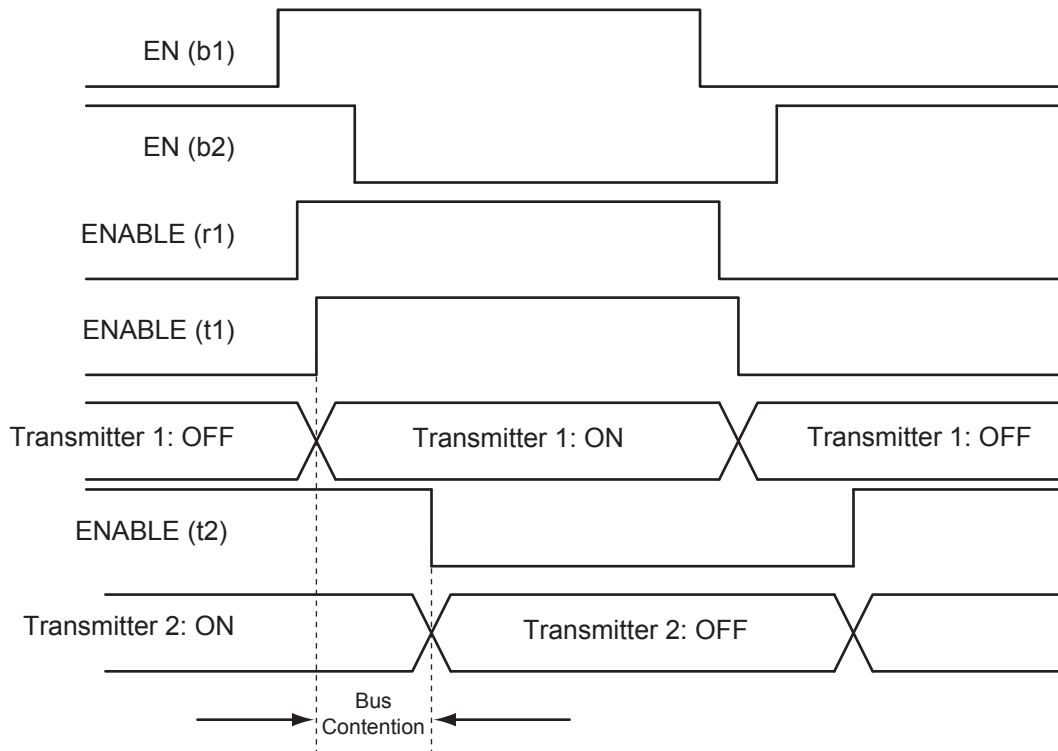 EN (b1)
EN (b2)
ENABLE (r1)
ENABLE (t1)
Transmitter 1: OFF
Transmitter 1: ON
Transmitter 1: OFF
ENABLE (t2)
Transmitter 2: ON
Transmitter 2: OFF
Bus
Contention